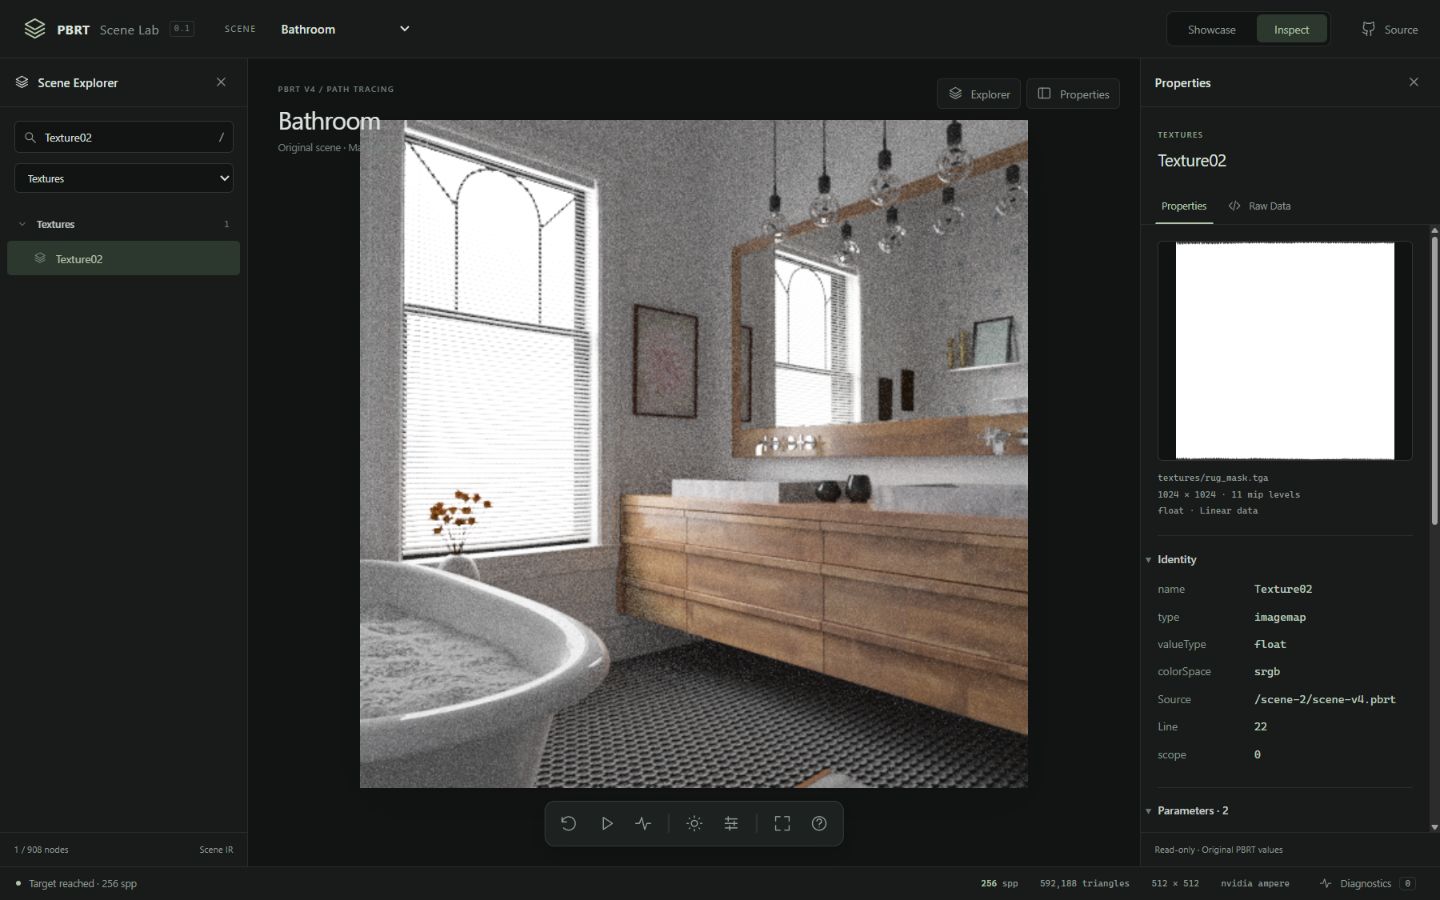 PBRT Scene Lab 0.1 SCENE Bathroom Showcase Inspect Source
Scene Explorer
Texture02 /
Textures
Textures 1
Texture02
1 / 908 nodes Scene IR
PBRT V4 / PATH TRACING
Bathroom
Original scene · Ma
Explorer Properties
Properties
TEXTURES
Texture02
Properties Raw Data
textures/rug_mask.tga
1024 × 1024 · 11 mip levels
float · Linear data
Identity
name Texture02
type imagemap
valueType float
colorSpace srgb
Source /scene-2/scene-v4.pbrt
Line 22
scope 0
Parameters · 2
Read-only · Original PBRT values
Target reached · 256 spp
256 spp 592,188 triangles 512 × 512 nvidia ampere Diagnostics 0